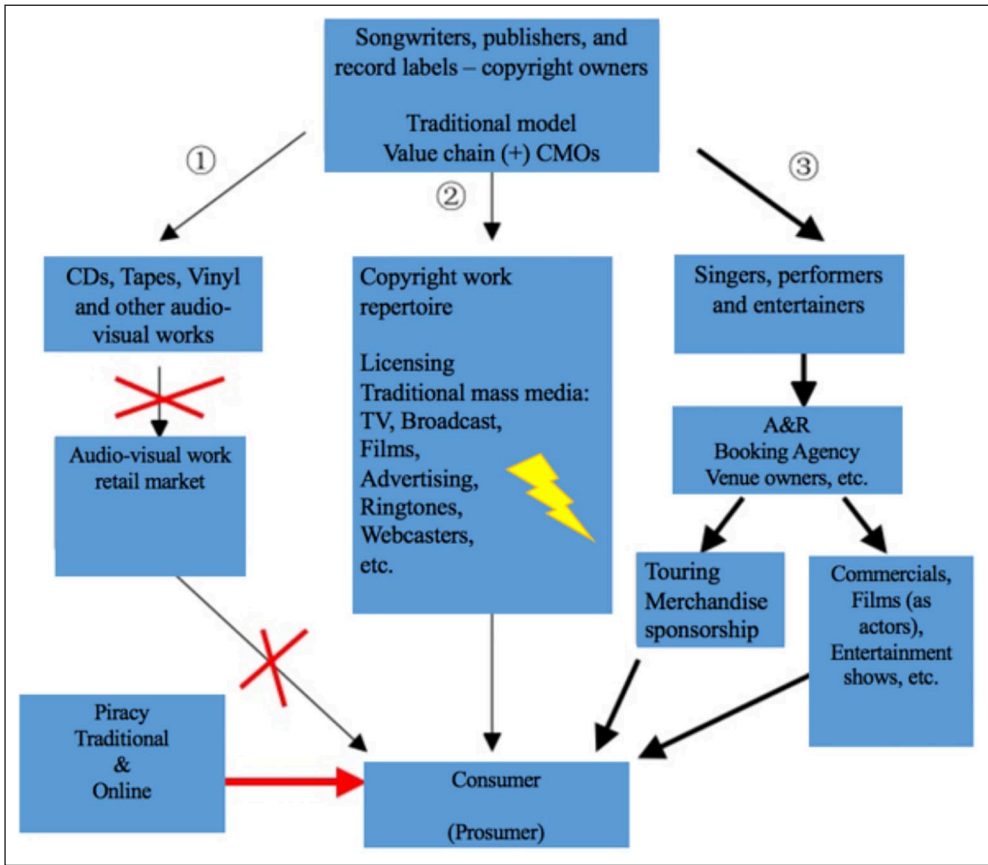 Songwriters, publishers, and
record labels – copyright owners
Traditional model
Value chain (+) CMOs
①
②
③
CDs, Tapes, Vinyl
and other audio-
visual works
Copyright work
repertoire
Licensing
Traditional mass media:
TV, Broadcast,
Films,
Advertising,
Ringtones,
Webcasters,
etc.
Singers, performers
and entertainers
Audio-visual work
retail market
A&R
Booking Agency
Venue owners, etc.
Touring
Merchandise
sponsorship
Commercials,
Films (as
actors),
Entertainment
shows, etc.
Piracy
Traditional
&
Online
Consumer
(Prosumer)